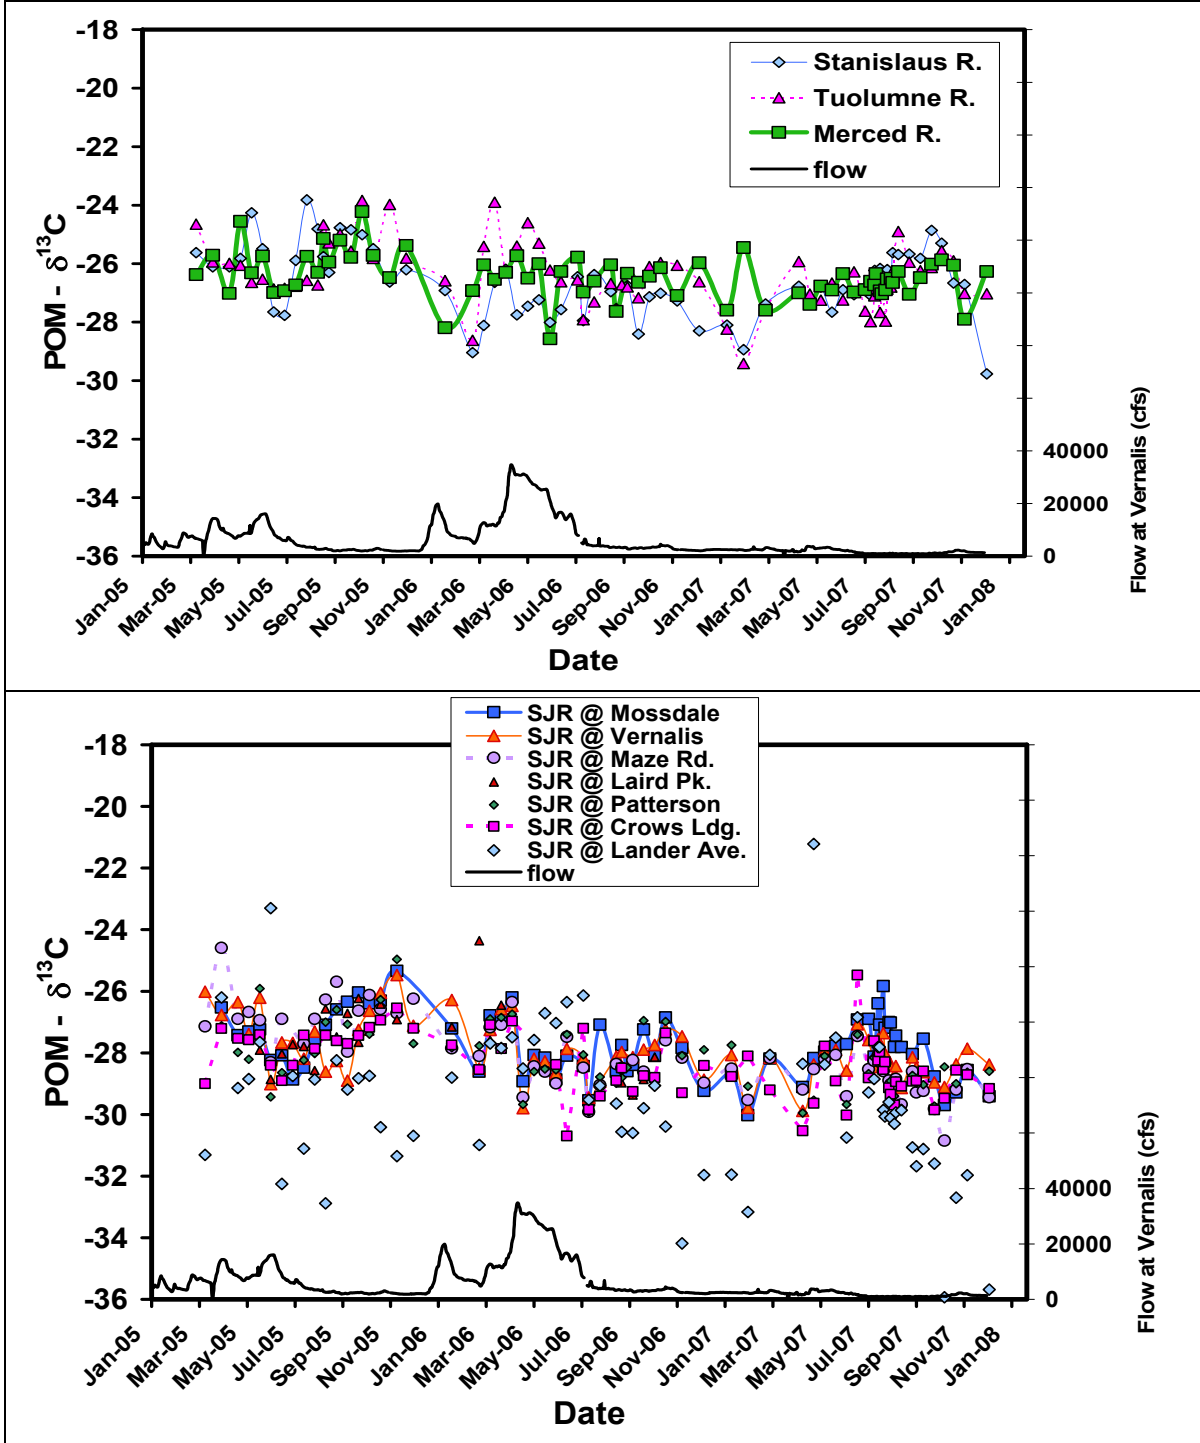 -18
-20
-22
-24
-26
-28
-30
-32
-34
-36
POM - δ13C
Stanislaus R.
Tuolumne R.
Merced R.
flow
40000
20000
0
Flow at Vernalis (cfs)
Jan-05
Mar-05
May-05
Jul-05
Sep-05
Nov-05
Jan-06
Mar-06
May-06
Jul-06
Sep-06
Nov-06
Jan-07
Mar-07
May-07
Jul-07
Sep-07
Nov-07
Jan-08
Date
SJR @ Mossdale
SJR @ Vernalis
SJR @ Maze Rd.
SJR @ Laird Pk.
SJR @ Patterson
SJR @ Crows Ldg.
SJR @ Lander Ave.
flow
-18
-20
-22
-24
-26
-28
-30
-32
-34
-36
POM - δ13C
40000
20000
0
Flow at Vernalis (cfs)
Jan-05
Mar-05
May-05
Jul-05
Sep-05
Nov-05
Jan-06
Mar-06
May-06
Jul-06
Sep-06
Nov-06
Jan-07
Mar-07
May-07
Jul-07
Sep-07
Nov-07
Jan-08
Date